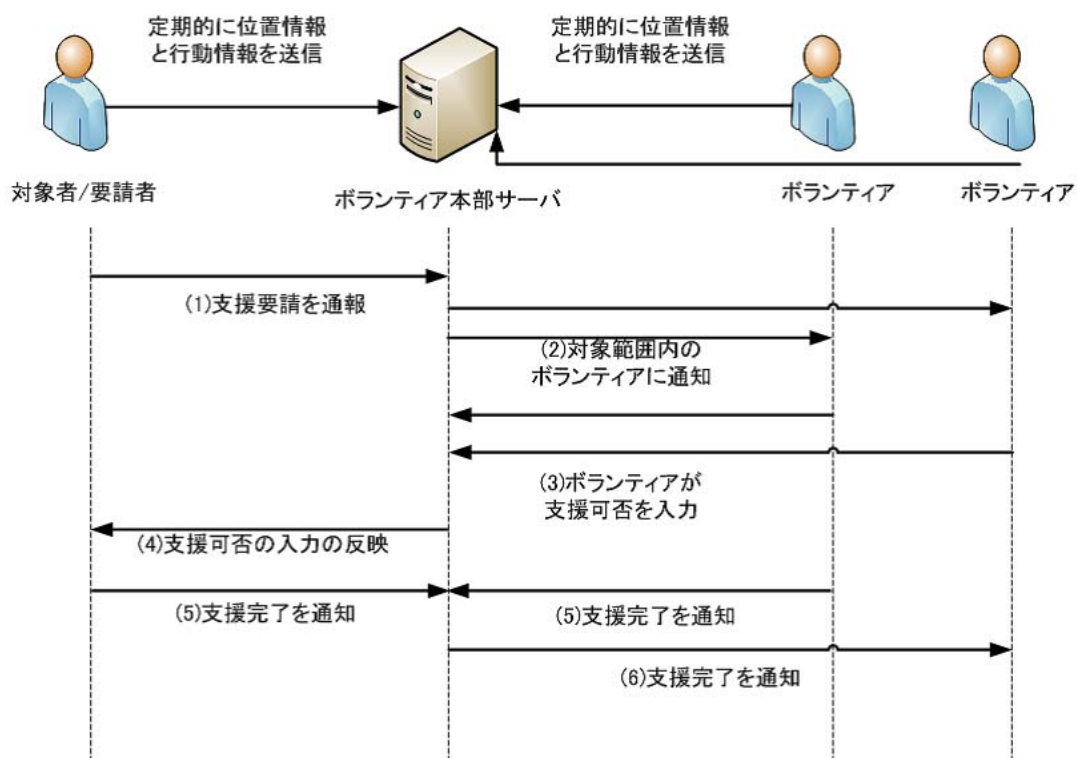 定期的に位置情報
と行動情報を送信
定期的に位置情報
と行動情報を送信
対象者/要請者
ボランティア本部サーバ
ボランティア
ボランティア
(1)支援要請を通報
(2)対象範囲内の
ボランティアに通知
(3)ボランティアが
支援可否を入力
(4)支援可否の入力の反映
(5)支援完了を通知
(5)支援完了を通知
(6)支援完了を通知